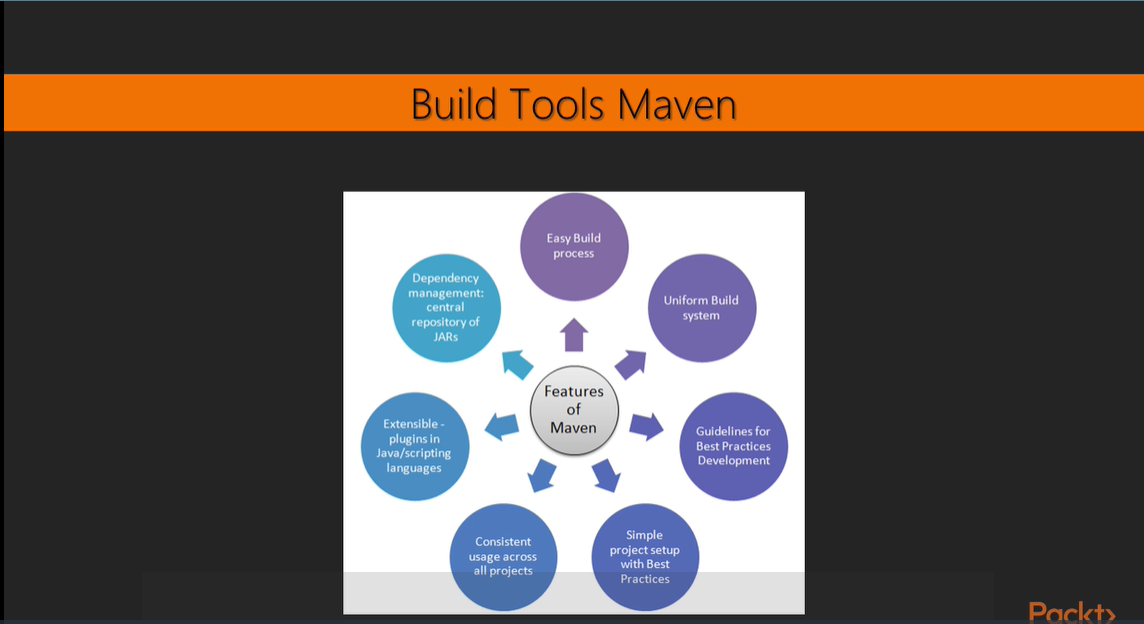 Build Tools Maven
Easy Build
process
Uniform Build
system
Guidelines for
Best Practices
Development
Simple
project setup
with Best
Practices
Consistent
usage across
all projects
Extensible -
plugins in
Java/scripting
languages
Dependency
management:
central
repository of
JARs
Features
of
Maven
Packt>